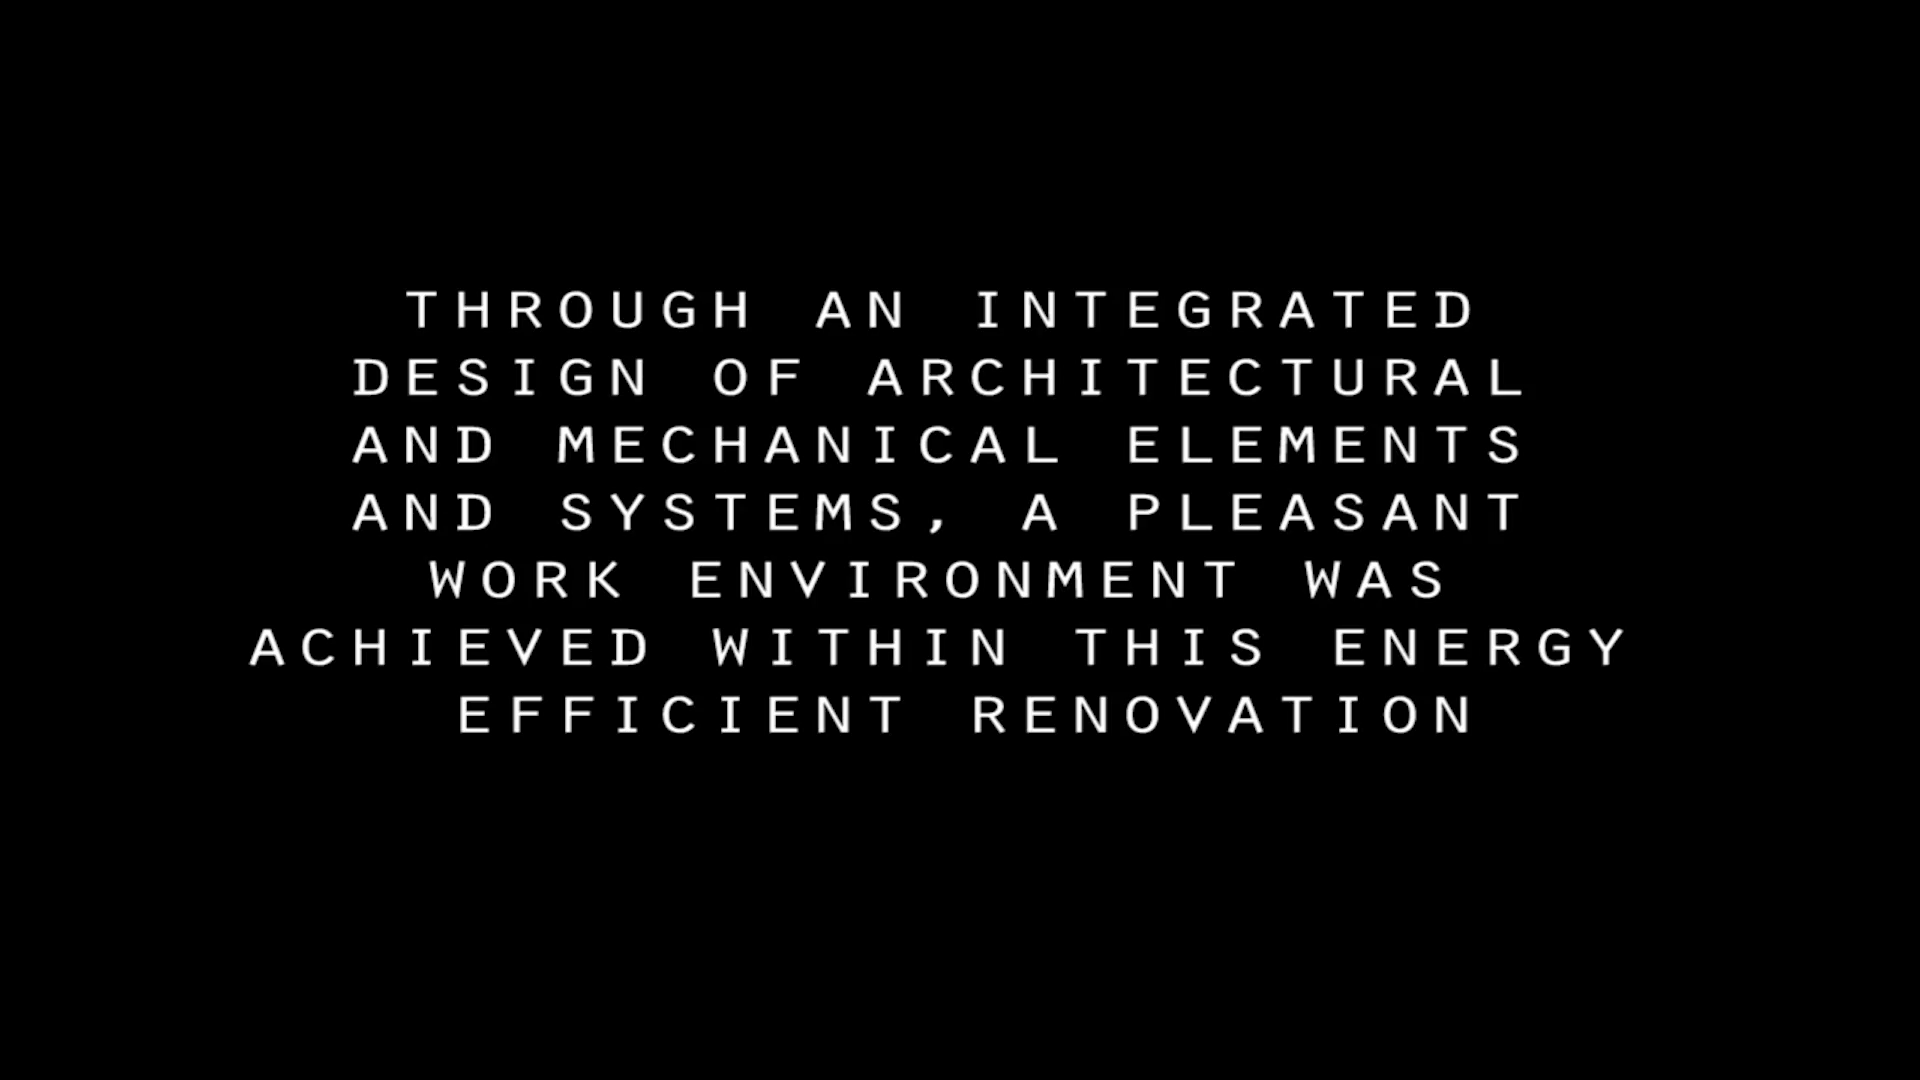 THROUGH AN INTEGRATED
DESIGN OF ARCHITECTURAL
AND MECHANICAL ELEMENTS
AND SYSTEMS, A PLEASANT
WORK ENVIRONMENT WAS
ACHIEVED WITHIN THIS ENERGY
EFFICIENT RENOVATION